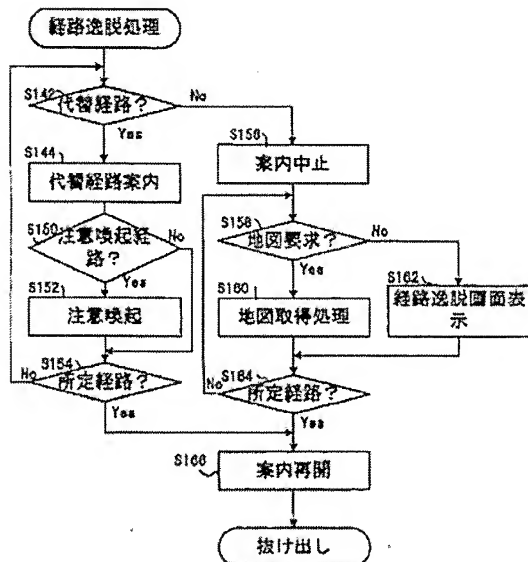 経路逸脱処理
S142
代替経路?
No
Yes
S144
代替経路案内
S150
注意喚起経
路?
No
Yes
S152
注意喚起
S154
所定経路?
No
Yes
S156
案内中止
S158
地図要求?
No
Yes
S160
地図取得処理
S162
経路逸脱画面表
示
S164
所定経路?
No
Yes
S166
案内再開
抜け出し